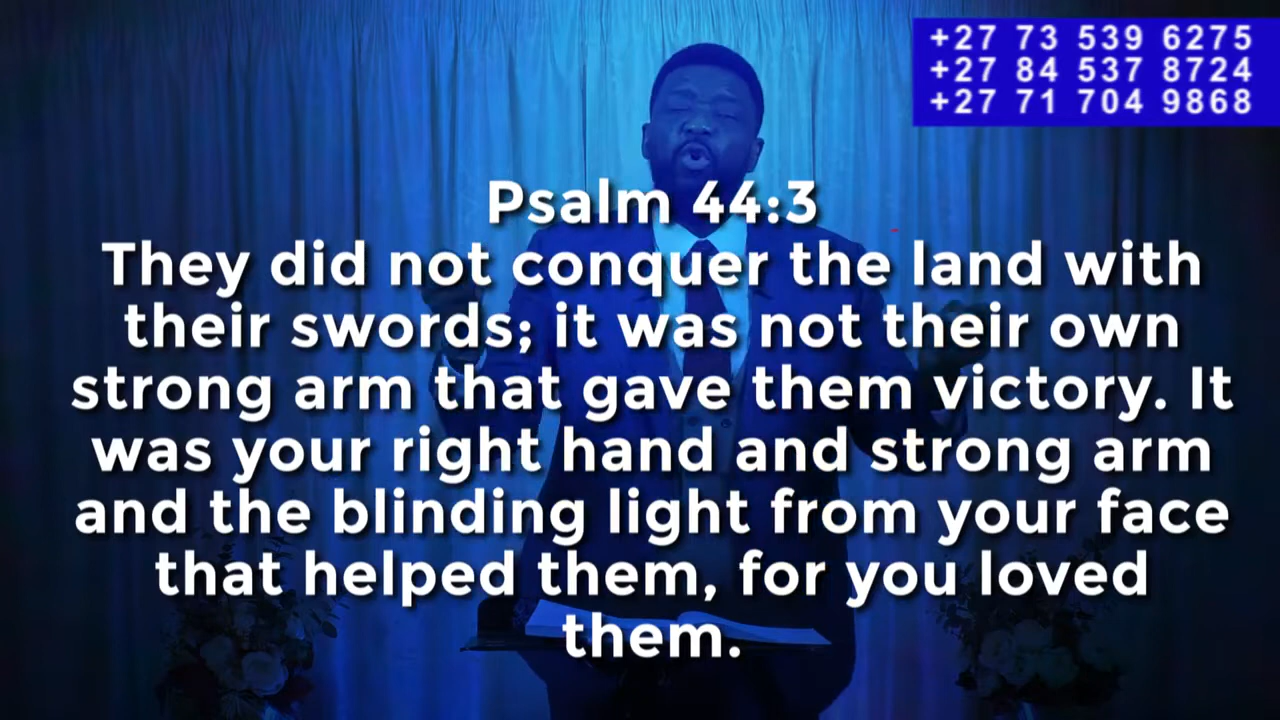 +27 73 539 6275
+27 84 537 8724
+27 71 704 9868
Psalm 44:3
They did not conquer the land with
their swords; it was not their own
strong arm that gave them victory. It
was your right hand and strong arm
and the blinding light from your face
that helped them, for you loved
them.